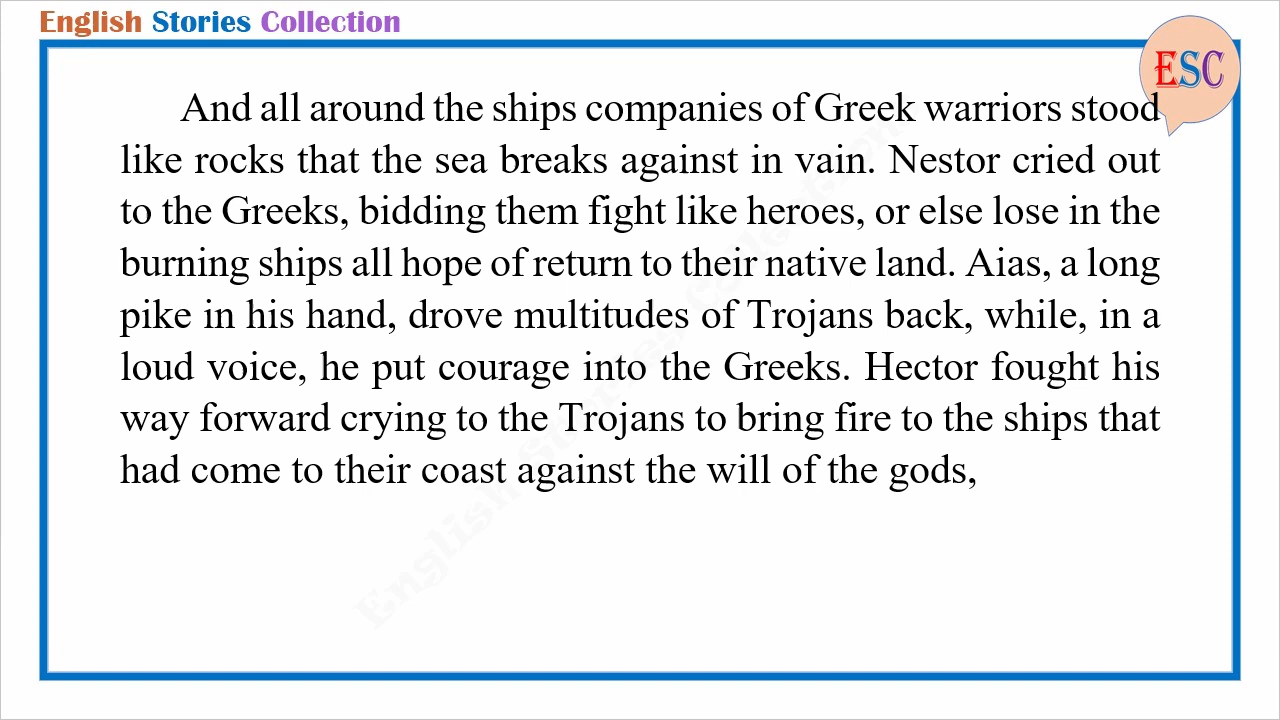 English Stories Collection
ESC
And all around the ships companies of Greek warriors stood
like rocks that the sea breaks against in vain. Nestor cried out
to the Greeks, bidding them fight like heroes, or else lose in the
burning ships all hope of return to their native land. Aias, a long
pike in his hand, drove multitudes of Trojans back, while, in a
loud voice, he put courage into the Greeks. Hector fought his
way forward crying to the Trojans to bring fire to the ships that
had come to their coast against the will of the gods,
English Stories Collection